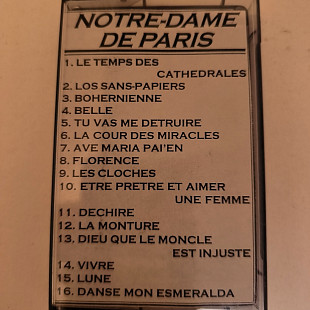 NOTRE-DAME
DE PARIS
1. LE TEMPS DES
CATHEDRALES
2. LOS SANS-PAPIERS
3. BOHERNIENNE
4. BELLE
5. TU VAS ME DETRUIRE
6. LA COUR DES MIRACLES
7. AVE MARIA PAI'EN
8. FLORENCE
9. LES CLOCHES
10. ETRE PRETRE ET AIMER
UNE FEMME
11. DECHIRE
12. LA MONTURE
13. DIEU QUE LE MONCLE
EST INJUSTE
14. VIVRE
15. LUNE
16. DANSE MON ESMERALDA